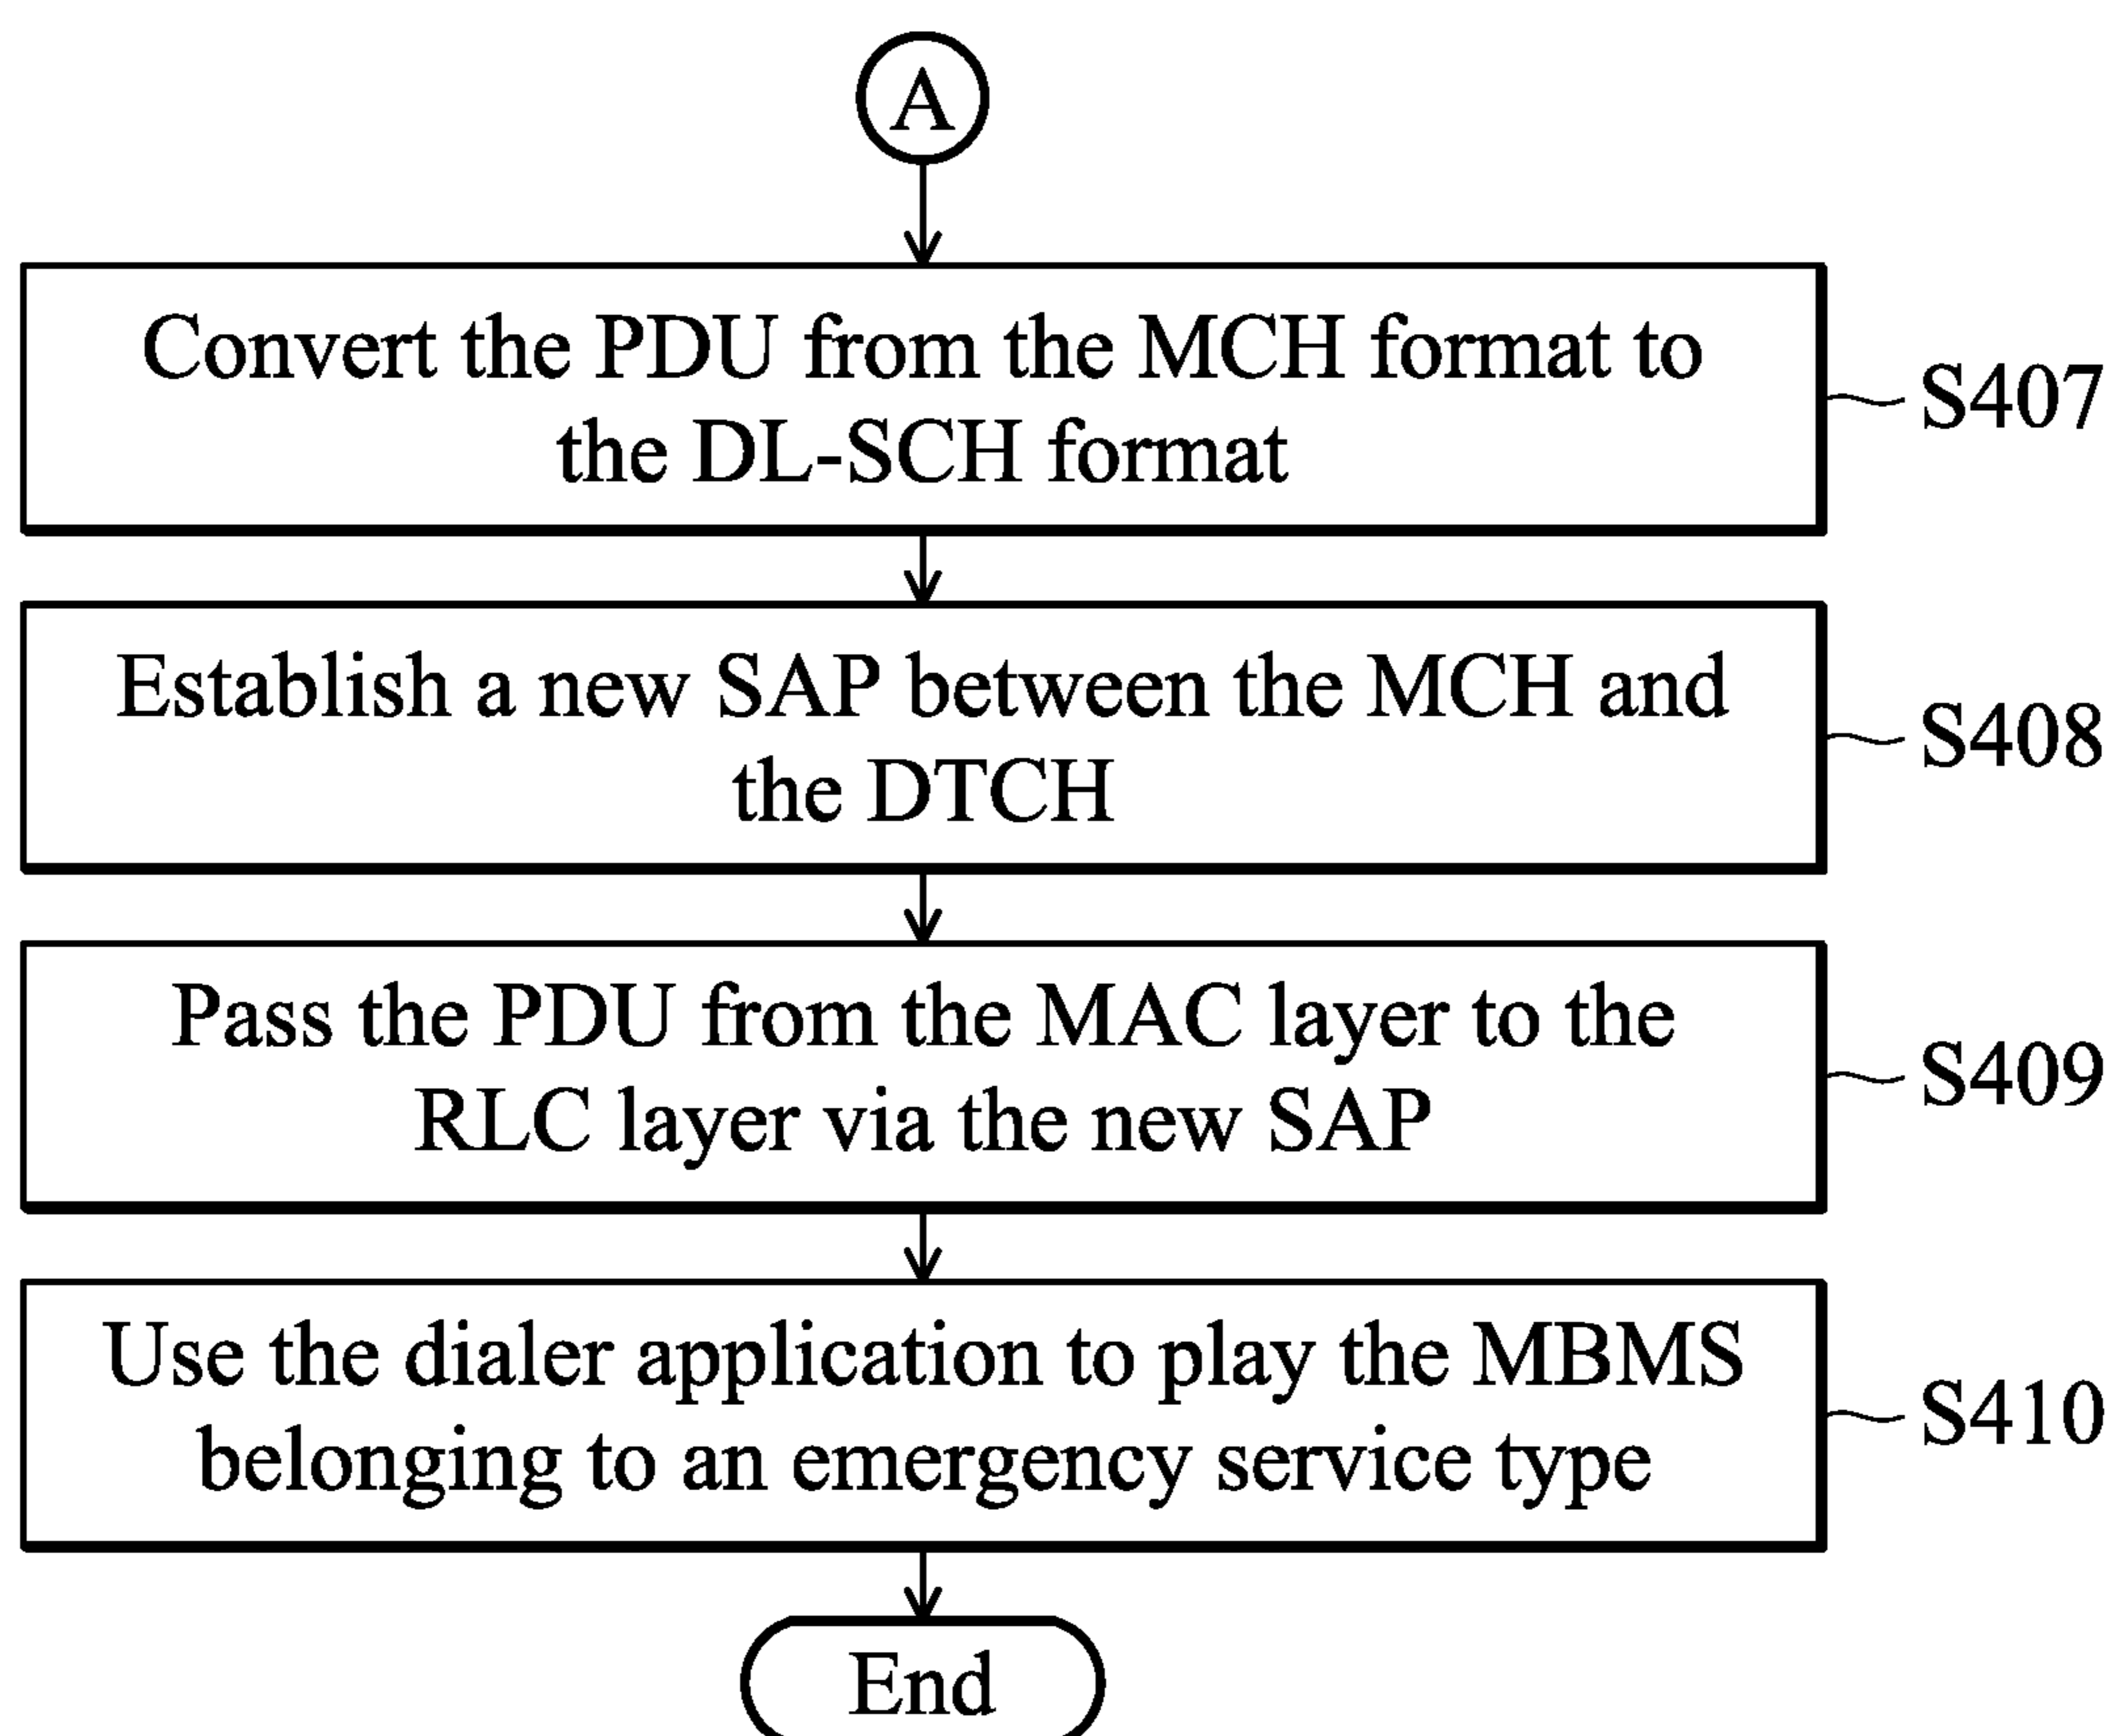 A
Convert the PDU from the MCH format to
the DL-SCH format
S407
Establish a new SAP between the MCH and
the DTCH
S408
Pass the PDU from the MAC layer to the
RLC layer via the new SAP
S409
Use the dialer application to play the MBMS
belonging to an emergency service type
S410
End